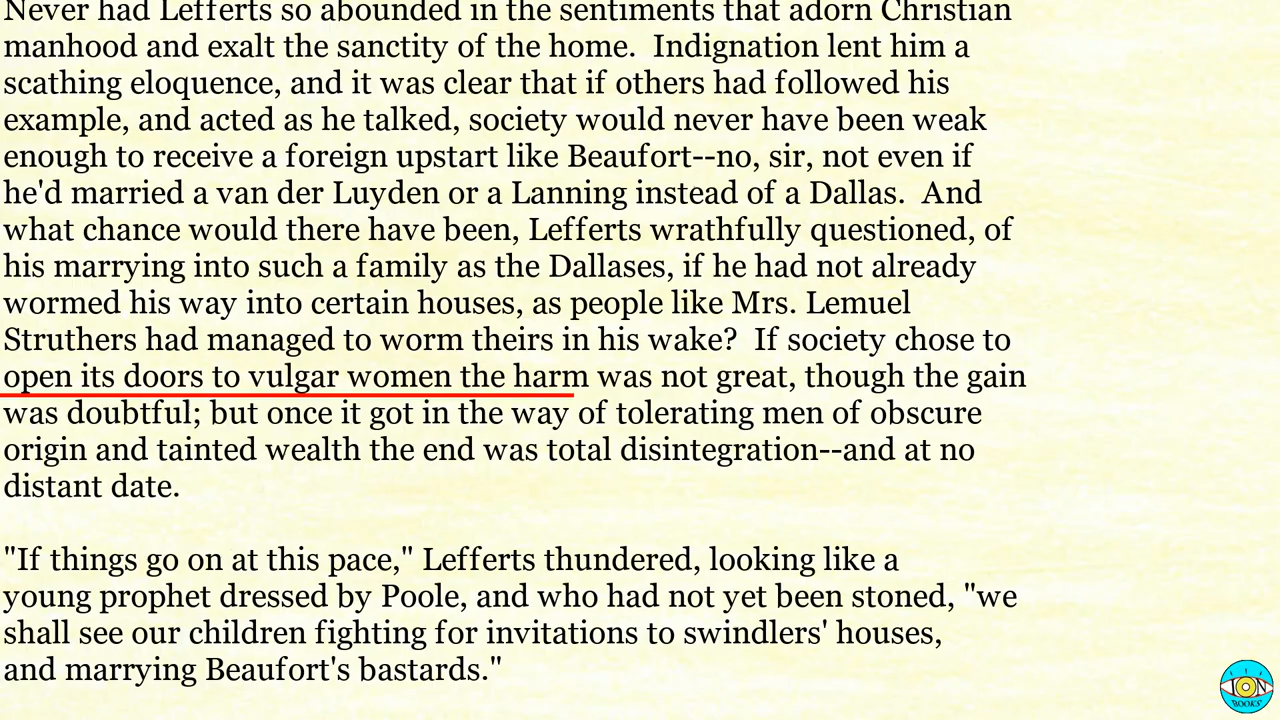 Never had Lefferts so abounded in the sentiments that adorn Christian
manhood and exalt the sanctity of the home.  Indignation lent him a
scathing eloquence, and it was clear that if others had followed his
example, and acted as he talked, society would never have been weak
enough to receive a foreign upstart like Beaufort--no, sir, not even if
he'd married a van der Luyden or a Lanning instead of a Dallas.  And
what chance would there have been, Lefferts wrathfully questioned, of
his marrying into such a family as the Dallases, if he had not already
wormed his way into certain houses, as people like Mrs. Lemuel
Struthers had managed to worm theirs in his wake?  If society chose to
open its doors to vulgar women the harm was not great, though the gain
was doubtful; but once it got in the way of tolerating men of obscure
origin and tainted wealth the end was total disintegration--and at no
distant date.
"If things go on at this pace," Lefferts thundered, looking like a
young prophet dressed by Poole, and who had not yet been stoned, "we
shall see our children fighting for invitations to swindlers' houses,
and marrying Beaufort's bastards."
ION
BOOKS